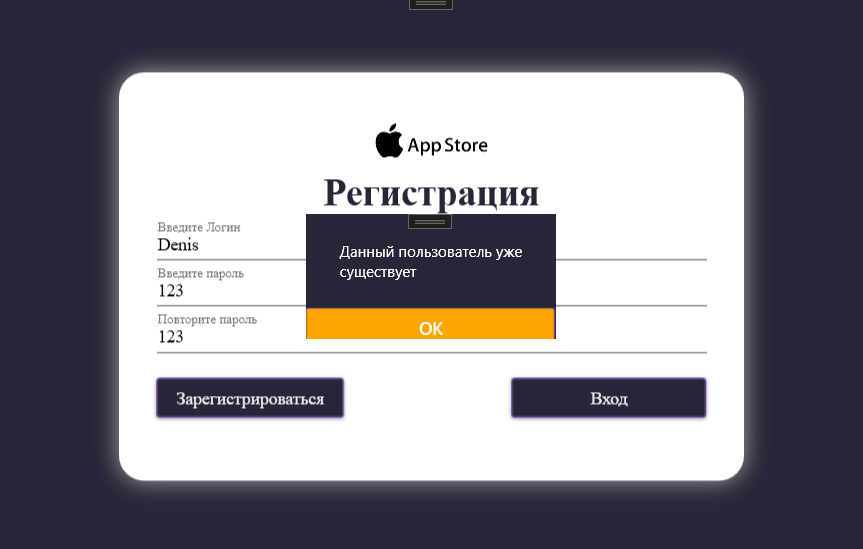 App Store
Регистрация
Введите Логин
Denis
Введите пароль
123
Повторите пароль
123
Данный пользователь уже
существует
OK
Зарегистрироваться
Вход